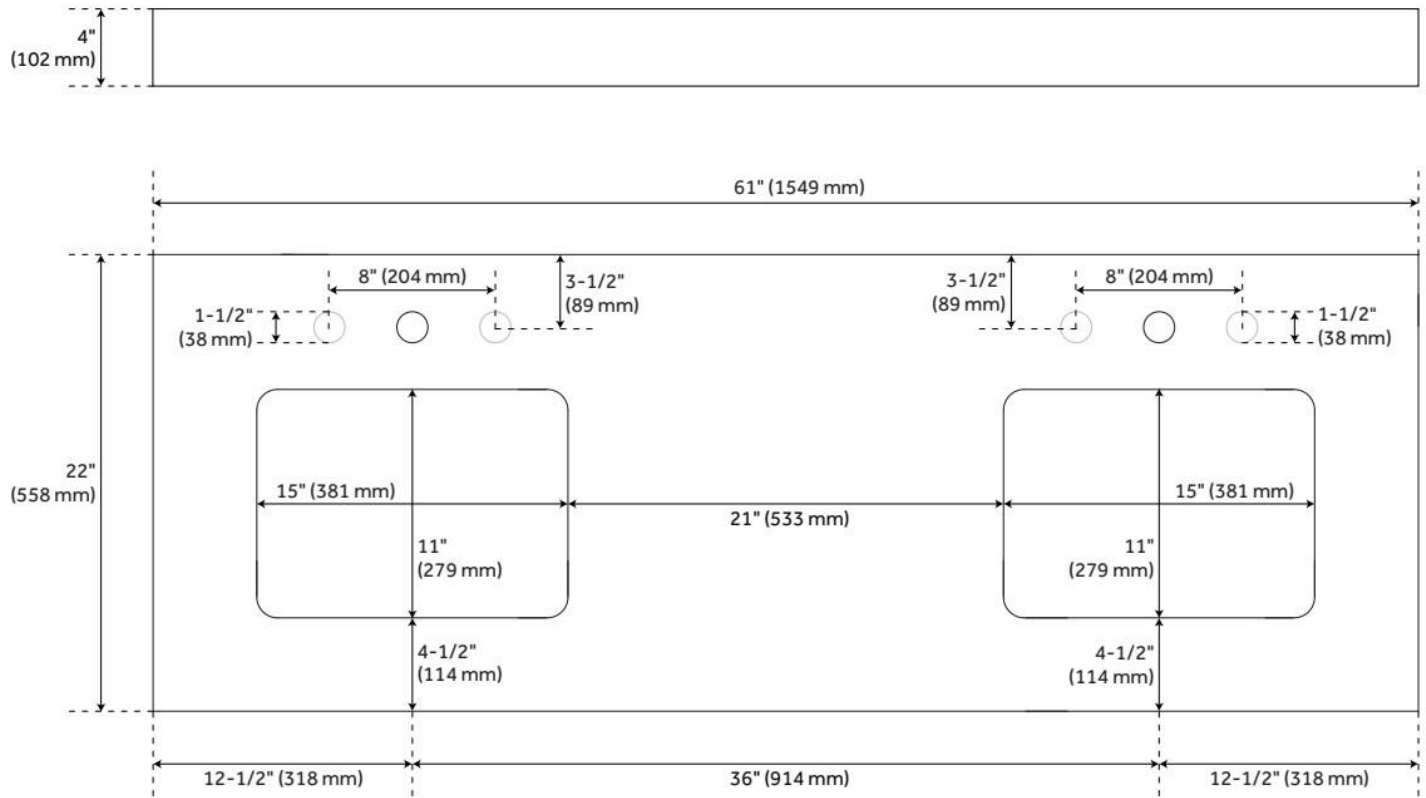 4"
(102 mm)
61" (1549 mm)
8" (204 mm)
3-1/2"
(89 mm)
3-1/2"
(89 mm)
8" (204 mm)
1-1/2"
(38 mm)
1-1/2"
(38 mm)
22"
(558 mm)
15" (381 mm)
21" (533 mm)
15" (381 mm)
11"
(279 mm)
11"
(279 mm)
4-1/2"
(114 mm)
4-1/2"
(114 mm)
12-1/2" (318 mm)
36" (914 mm)
12-1/2" (318 mm)